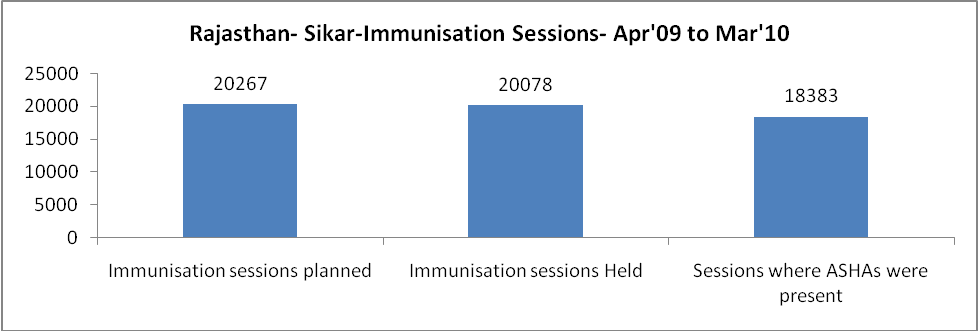 Rajasthan- Sikar-Immunisation Sessions- Apr'09 to Mar'10
25000
20000
15000
10000
5000
0
20267
20078
18383
Immunisation sessions planned
Immunisation sessions Held
Sessions where ASHAs were
present